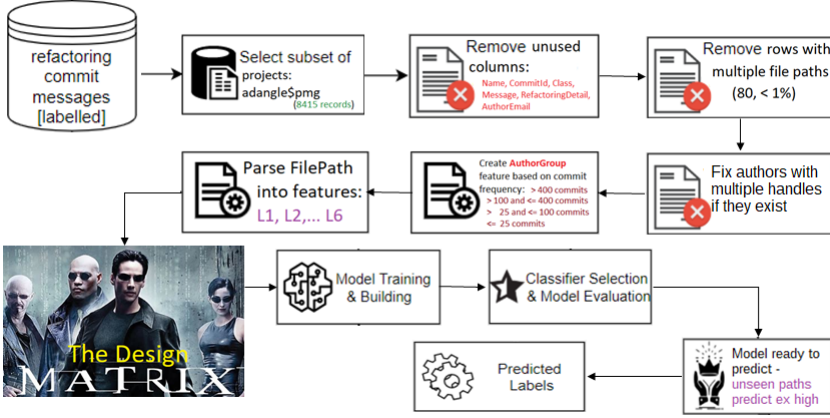 refactoring
commit
messages
[labelled]
Select subset of
projects:
adangle$pmg
(8415 records)
Remove unused
columns:
Name, CommitId, Class,
Message, RefactoringDetail,
AuthorEmail
Remove rows with
multiple file paths
(80, < 1%)
Fix authors with
multiple handles
if they exist
Create AuthorGroup
feature based on commit
frequency: > 400 commits
> 100 and <= 400 commits
> 25 and <= 100 commits
<= 25 commits
Parse FilePath
into features:
L1, L2,... L6
The Design
MATRIX
Model Training
& Building
Classifier Selection
& Model Evaluation
Model ready to
predict -
unseen paths
predict ex high
Predicted
Labels